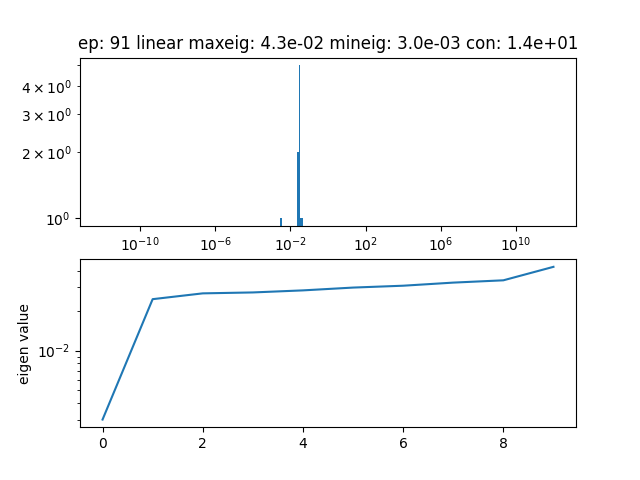 ep: 91 linear maxeig: 4.3e-02 mineig: 3.0e-03 con: 1.4e+01
4 × 10⁰
3 × 10⁰
2 × 10⁰
10⁰
10⁻¹⁰ 10⁻⁶ 10⁻² 10² 10⁶ 10¹⁰
eigen value
10⁻²
0 2 4 6 8